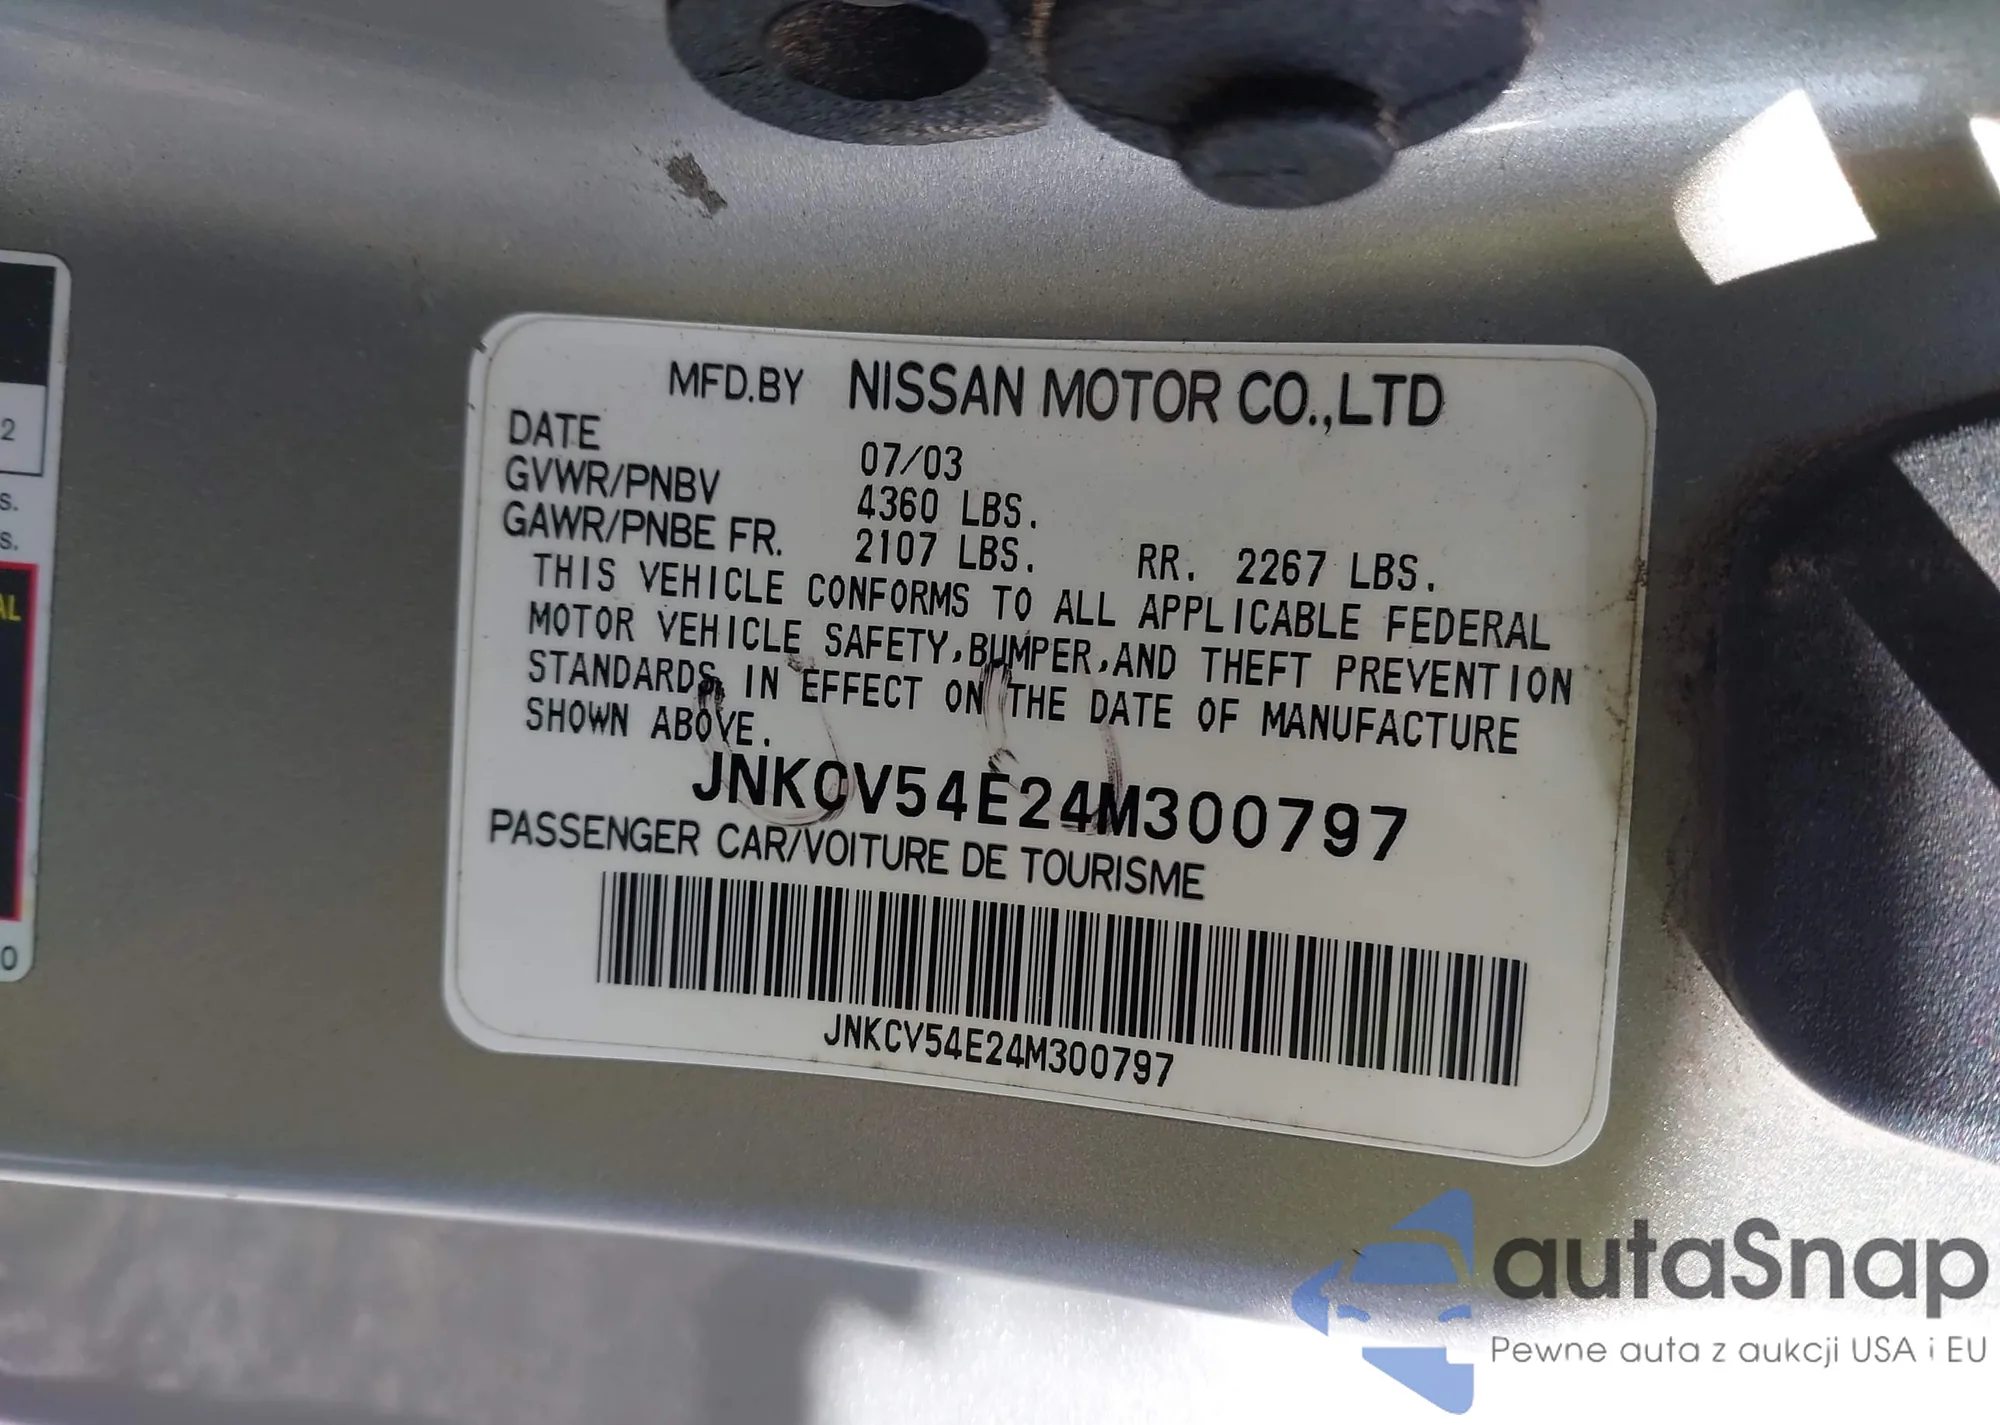 MFD.BY NISSAN MOTOR CO.,LTD
DATE 07/03
GVWR/PNBV 4360 LBS.
GAWR/PNBE FR. 2107 LBS. RR. 2267 LBS.
THIS VEHICLE CONFORMS TO ALL APPLICABLE FEDERAL
MOTOR VEHICLE SAFETY,BUMPER,AND THEFT PREVENTION
STANDARDS IN EFFECT ON THE DATE OF MANUFACTURE
SHOWN ABOVE.
JNKCV54E24M300797
PASSENGER CAR/VOITURE DE TOURISME
JNKCV54E24M300797
2
s.
s.
AL
0
autaSnap
Pewne auta z aukcji USA i EU